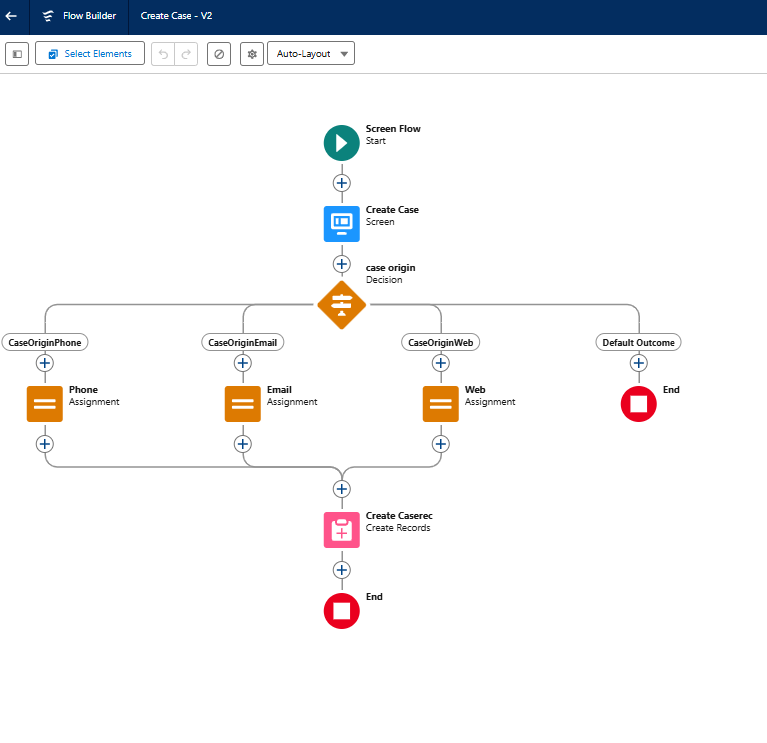 Flow Builder
Create Case - V2
Select Elements
Auto-Layout
Screen Flow
Start
Create Case
Screen
case origin
Decision
CaseOriginPhone
CaseOriginEmail
CaseOriginWeb
Default Outcome
Phone
Assignment
Email
Assignment
Web
Assignment
End
Create Caserec
Create Records
End